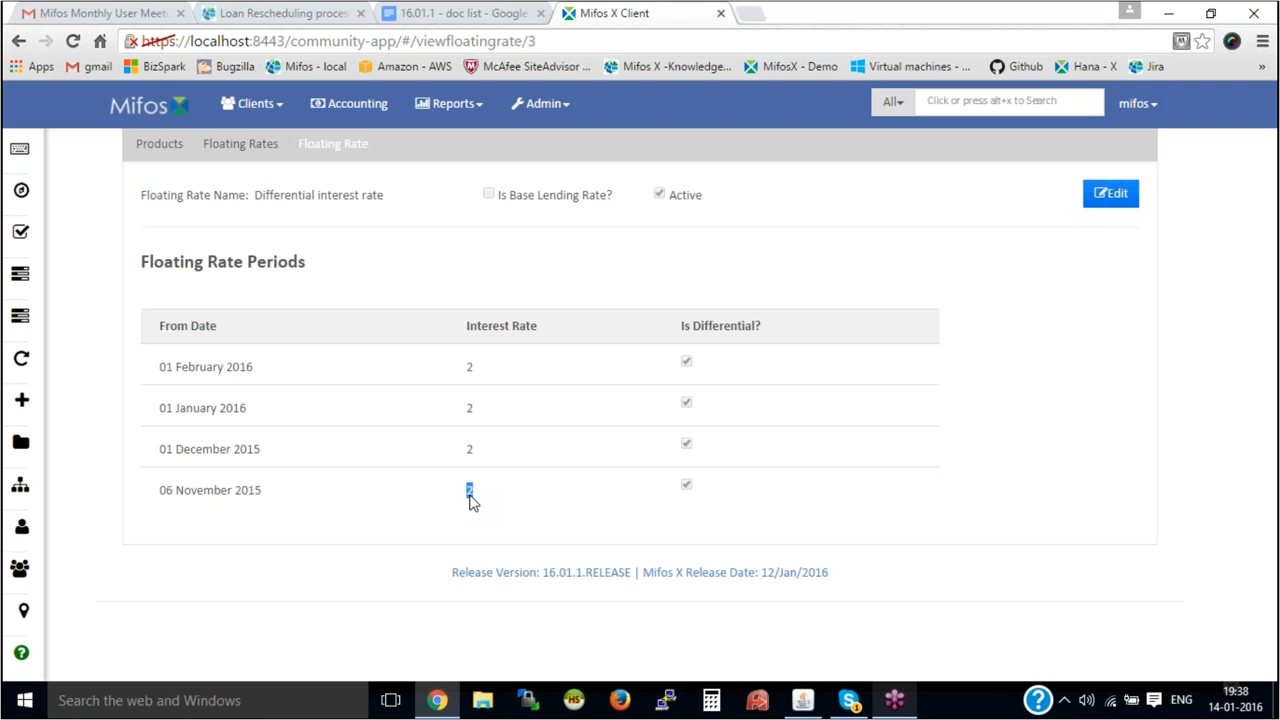 Mifos Monthly User Meet
Loan Rescheduling proces
16.01.1 - doc list - Google
Mifos X Client
https://localhost:8443/community-app/#/viewfloatingrate/3
Apps
gmail
BizSpark
Bugzilla
Mifos - local
Amazon - AWS
McAfee SiteAdvisor ...
Mifos X -Knowledge...
MifosX - Demo
Virtual machines - ...
Github
Hana - X
Jira
»
Mifos
Clients
Accounting
Reports
Admin
All
Click or press alt+x to Search
mifos
Products / Floating Rates / Floating Rate
Floating Rate Name: Differential interest rate
Is Base Lending Rate?
Active
Edit
Floating Rate Periods
From Date Interest Rate Is Differential?
01 February 2016 2
01 January 2016 2
01 December 2015 2
06 November 2015 2
Release Version: 16.01.1.RELEASE | Mifos X Release Date: 12/Jan/2016
Search the web and Windows
ENG
19:38
14-01-2016